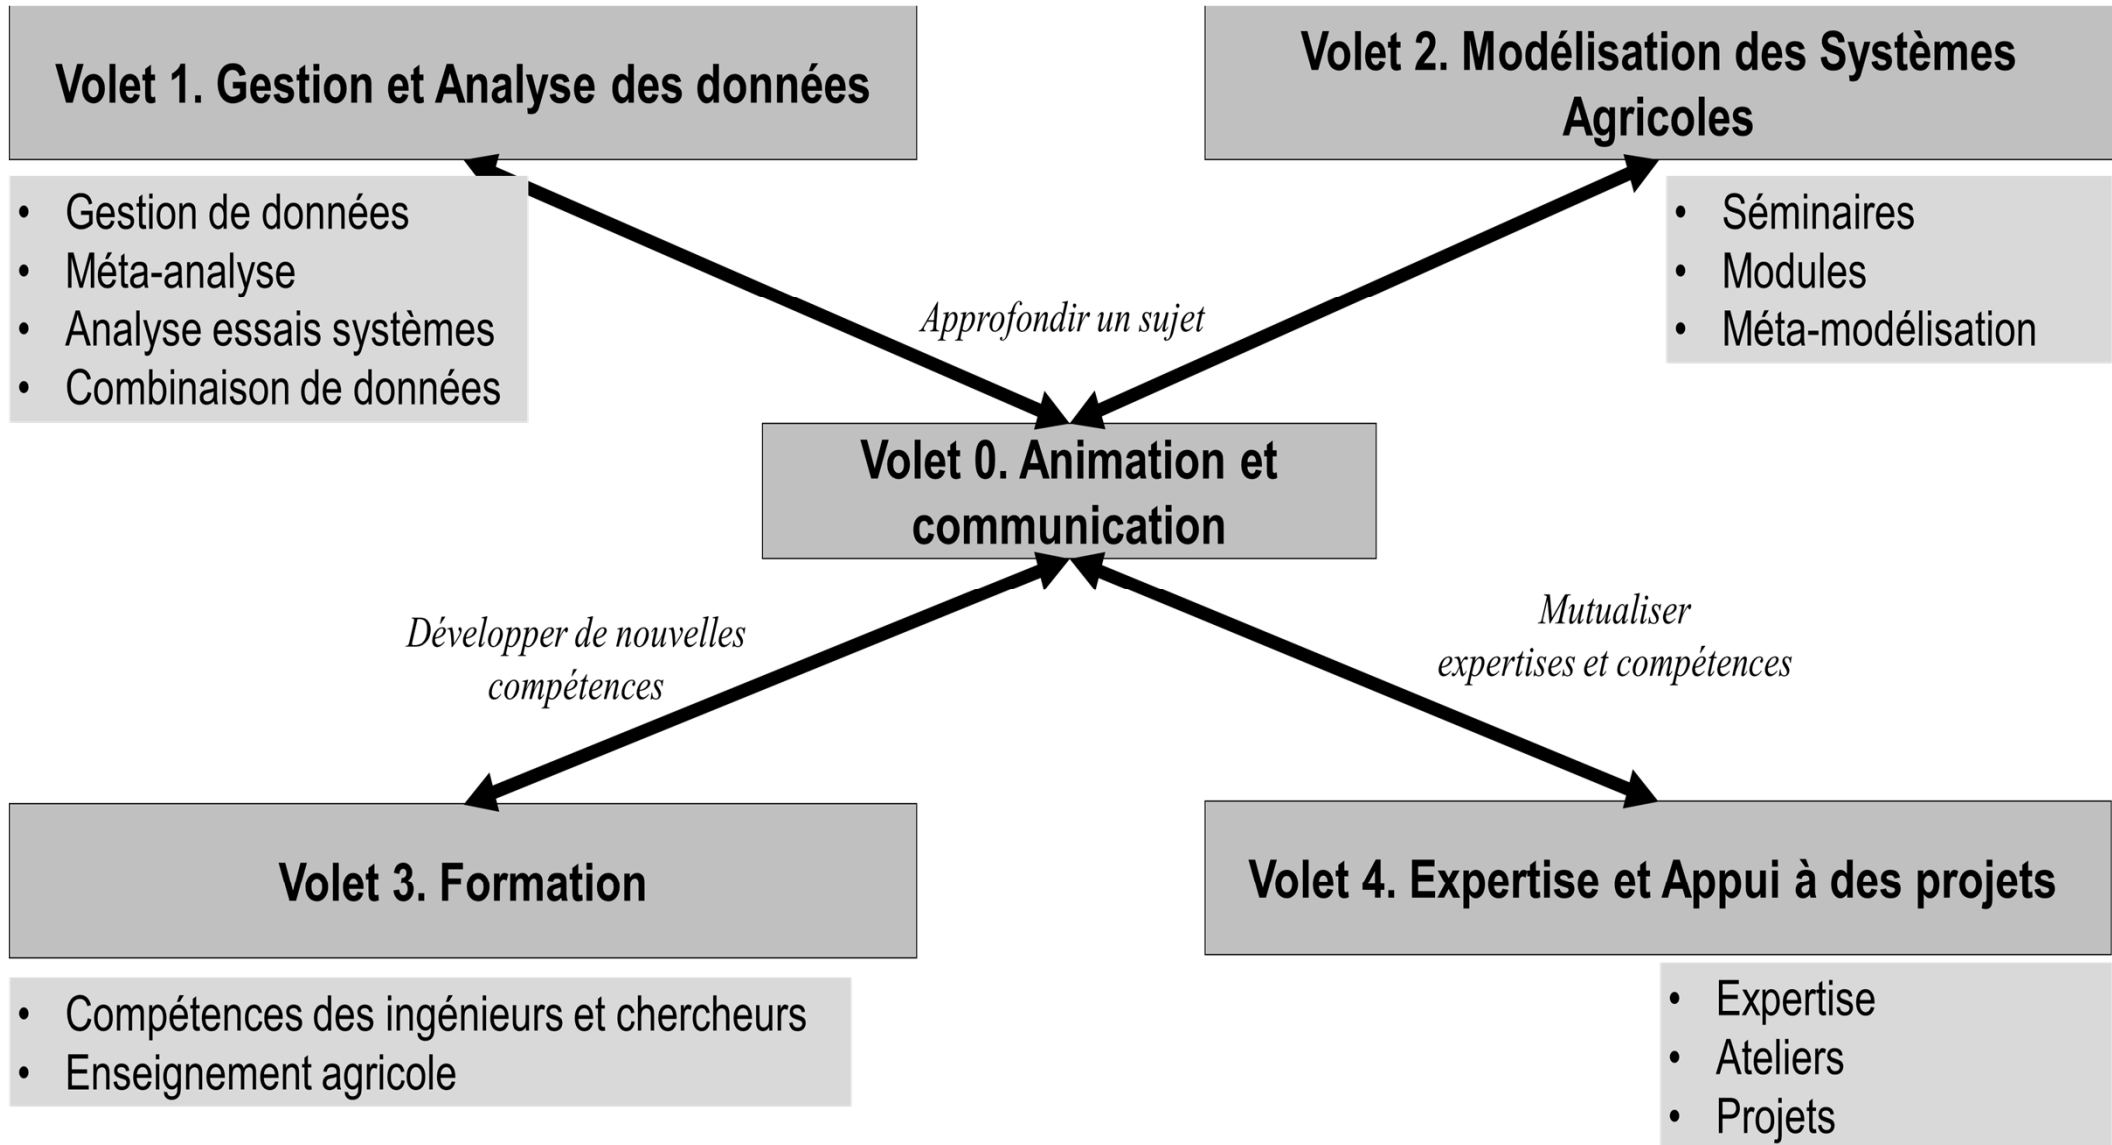 Volet 1. Gestion et Analyse des données
• Gestion de données
• Méta-analyse
• Analyse essais systèmes
• Combinaison de données
Volet 2. Modélisation des Systèmes
Agricoles
• Séminaires
• Modules
• Méta-modélisation
Approfondir un sujet
Volet 0. Animation et
communication
Développer de nouvelles
compétences
Mutualiser
expertises et compétences
Volet 3. Formation
• Compétences des ingénieurs et chercheurs
• Enseignement agricole
Volet 4. Expertise et Appui à des projets
• Expertise
• Ateliers
• Projets